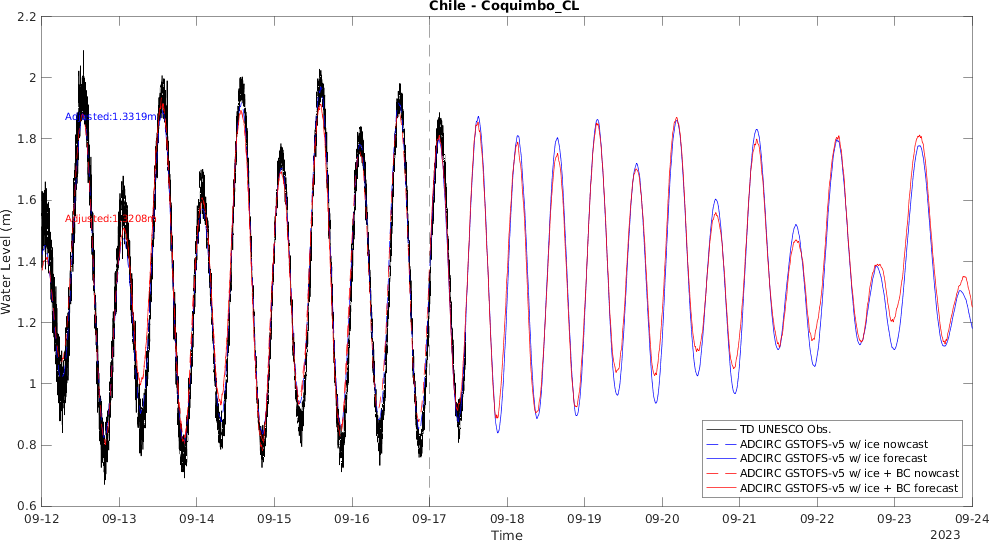 Chile - Coquimbo_CL
2.2
2
1.8
1.6
1.4
1.2
1
0.8
0.6
Water Level (m)
Adjusted:1.3319m
TD UNESCO Obs.
ADCIRC GSTOFS-v5 w/ ice nowcast
ADCIRC GSTOFS-v5 w/ ice forecast
ADCIRC GSTOFS-v5 w/ ice + BC nowcast
ADCIRC GSTOFS-v5 w/ ice + BC forecast
09-12 09-13 09-14 09-15 09-16 09-17 09-18 09-19 09-20 09-21 09-22 09-23 09-24
Time
2023